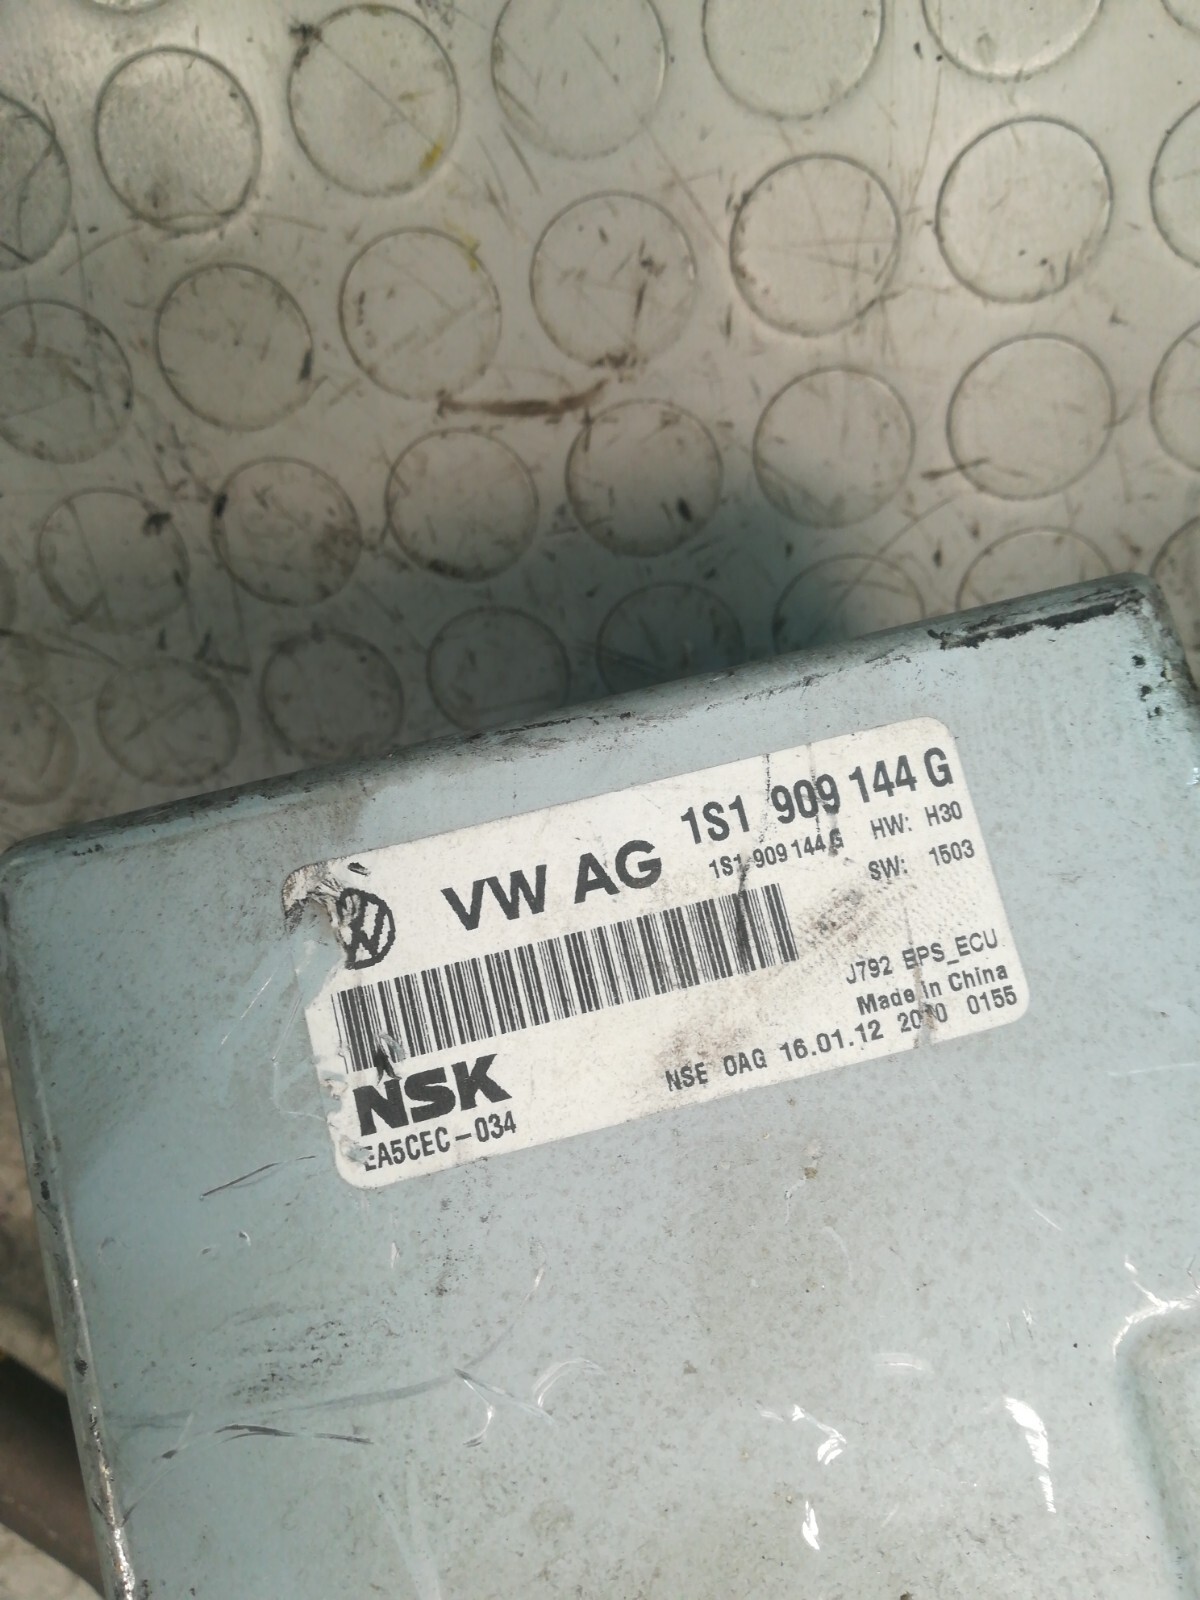 VW AG 1S1 909 144 G
1S1 909 144 G HW: H30
SW: 1503
J792 EPS_ECU
Made in China
NSK NSE OAG 16.01.12 0155
EA5CEC-034